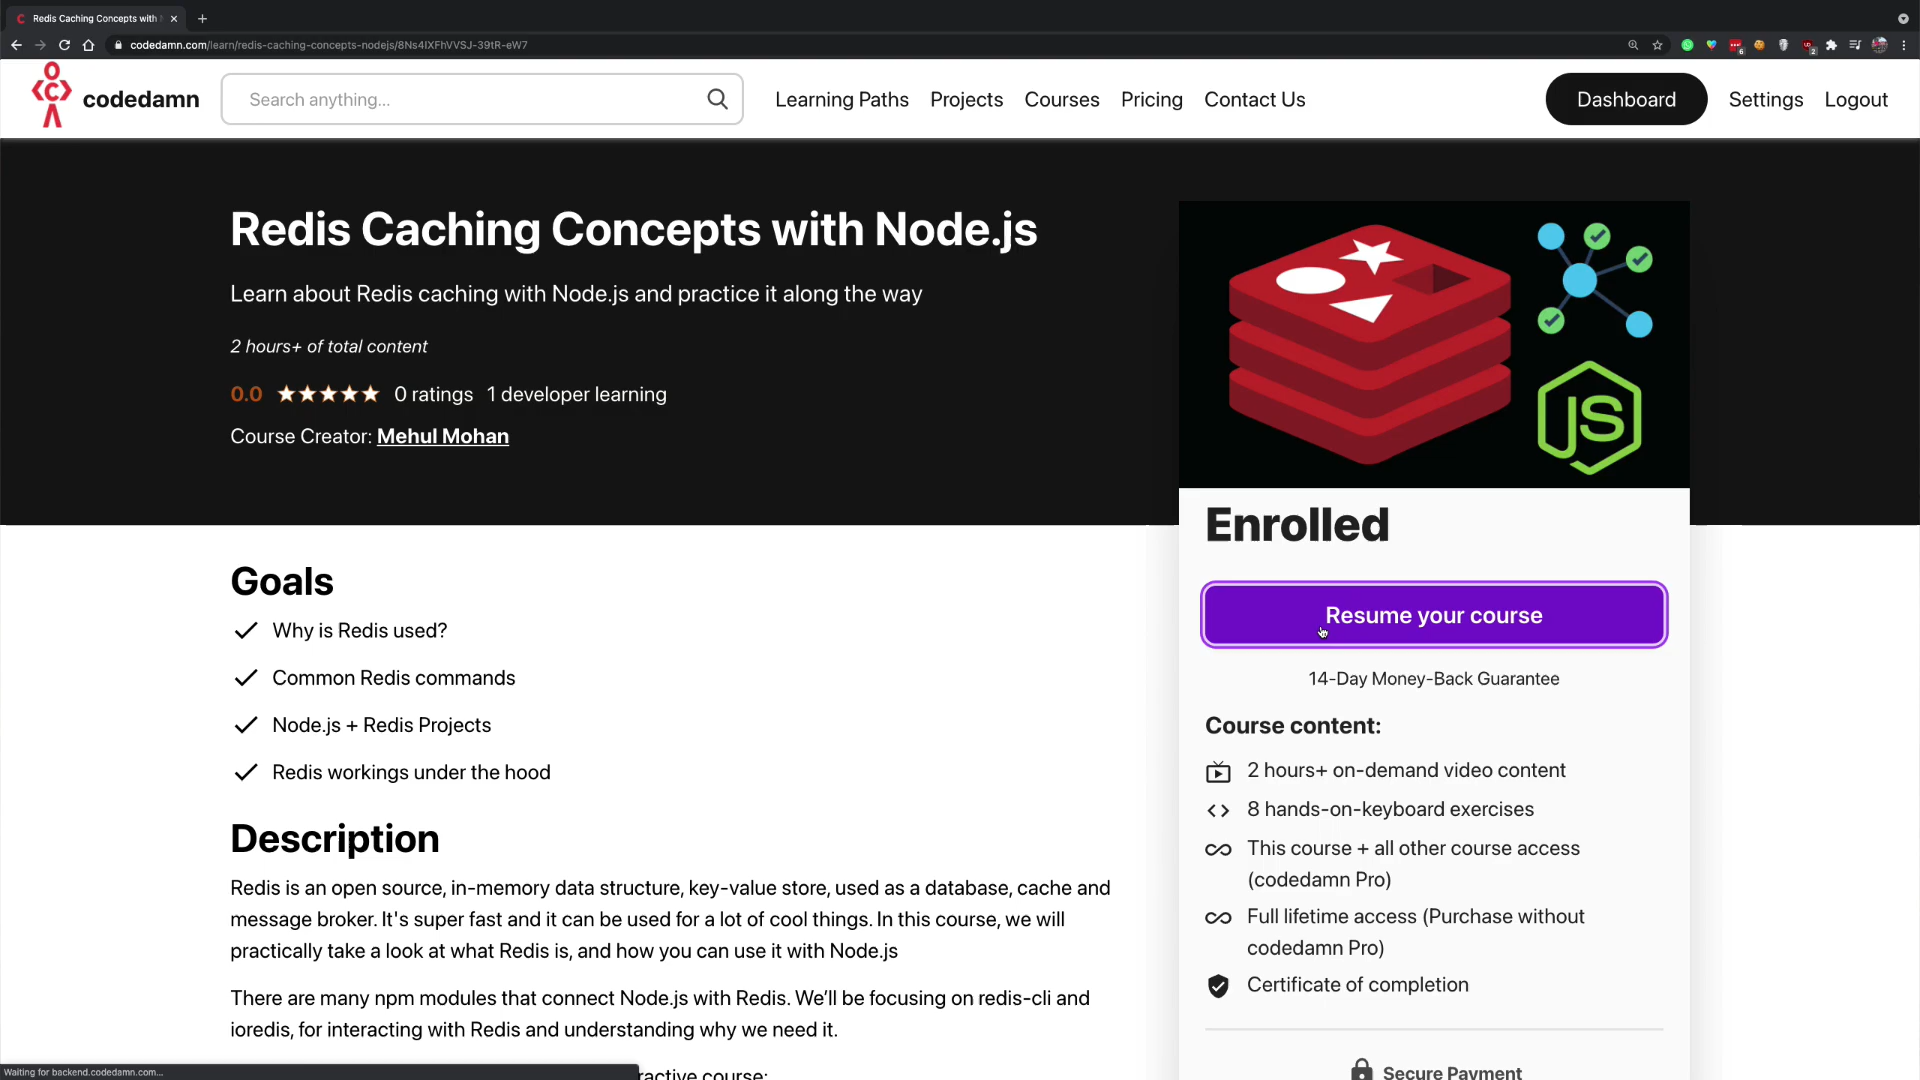 Redis Caching Concepts with
codedamn.com/learn/redis-caching-concepts-nodejs/8Ns4IXFhVVSJ-39tR-eW7
6
2
codedamn
Search anything...
Learning Paths
Projects
Courses
Pricing
Contact Us
Dashboard
Settings
Logout
Redis Caching Concepts with Node.js
Learn about Redis caching with Node.js and practice it along the way
2 hours+ of total content
0.0 0 ratings 1 developer learning
Course Creator: Mehul Mohan
JS
Enrolled
Resume your course
14-Day Money-Back Guarantee
Course content:
2 hours+ on-demand video content
8 hands-on-keyboard exercises
This course + all other course access
(codedamn Pro)
Full lifetime access (Purchase without
codedamn Pro)
Certificate of completion
Secure Payment
Goals
Why is Redis used?
Common Redis commands
Node.js + Redis Projects
Redis workings under the hood
Description
Redis is an open source, in-memory data structure, key-value store, used as a database, cache and
message broker. It's super fast and it can be used for a lot of cool things. In this course, we will
practically take a look at what Redis is, and how you can use it with Node.js
There are many npm modules that connect Node.js with Redis. We'll be focusing on redis-cli and
ioredis, for interacting with Redis and understanding why we need it.
ractive course:
Waiting for backend.codedamn.com...